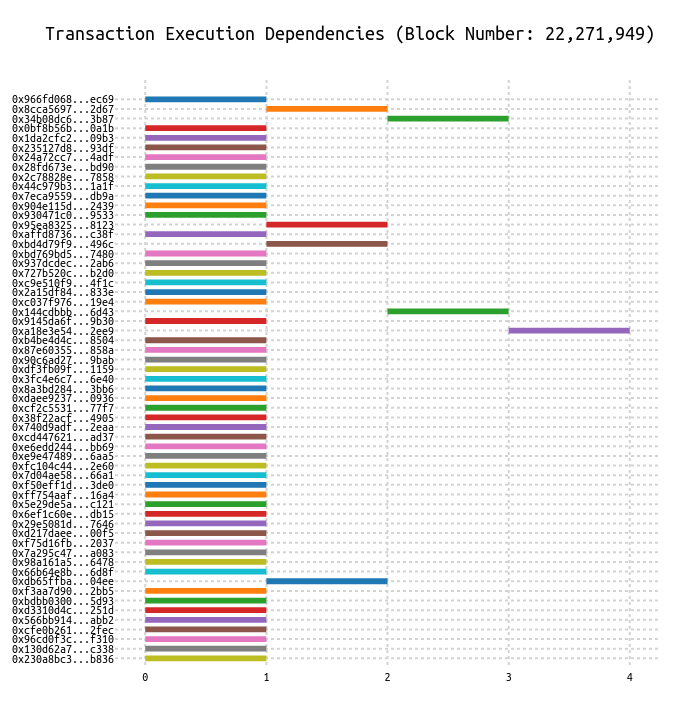 Transaction Execution Dependencies (Block Number: 22,271,949)
0x966fd068...ec69
0x8cca5697...2d67
0x34b08dc6...3b87
0x0bf8b56b...0a1b
0x1da2cfc2...09b3
0x235127d8...93df
0x24a72cc7...4adf
0x28fd673e...bd90
0x2c78828e...7858
0x44c979b3...1a1f
0x7eca9559...db9a
0x904e115d...2439
0x930471c0...9533
0x95ea8325...8123
0xaffd8736...c38f
0xbd4d79f9...496c
0xbd769bd5...7480
0x937dcdec...2ab6
0x727b520c...b2d0
0xc9e510f9...4f1c
0x2a15df84...833e
0xc037f976...19e4
0x144cdbbb...6d43
0x9145da6f...9b30
0xa18e3e54...2ee9
0xb4be4d4c...8504
0x87e60355...858a
0x90c6ad27...9bab
0xdf3fb09f...1159
0x3fc4e6c7...6e40
0x8a3bd284...3bb6
0xdaee9237...0936
0xcf2c5531...77f7
0x38f22acf...4905
0x740d9adf...2eaa
0xcd447621...ad37
0xe6edd244...bb69
0xe9e47489...6aa5
0xfc104c44...2e60
0x7d04ae58...66a1
0xf50eff1d...3de0
0xff754aaf...16a4
0x5e29de5a...c121
0x6ef1c60e...db15
0x29e5081d...7646
0xd217daee...00f5
0xf75d16fb...2037
0x7a295c47...a083
0x98a161a5...6478
0x66b64e8b...6d8f
0xdb65ffba...04ee
0xf3aa7d90...2bb5
0xbdbb0300...5d93
0xd3310d4c...251d
0x566bb914...abb2
0xcfe0b261...2fec
0x96cd0f3c...f310
0x130d62a7...c338
0x230a8bc3...b836
0 1 2 3 4